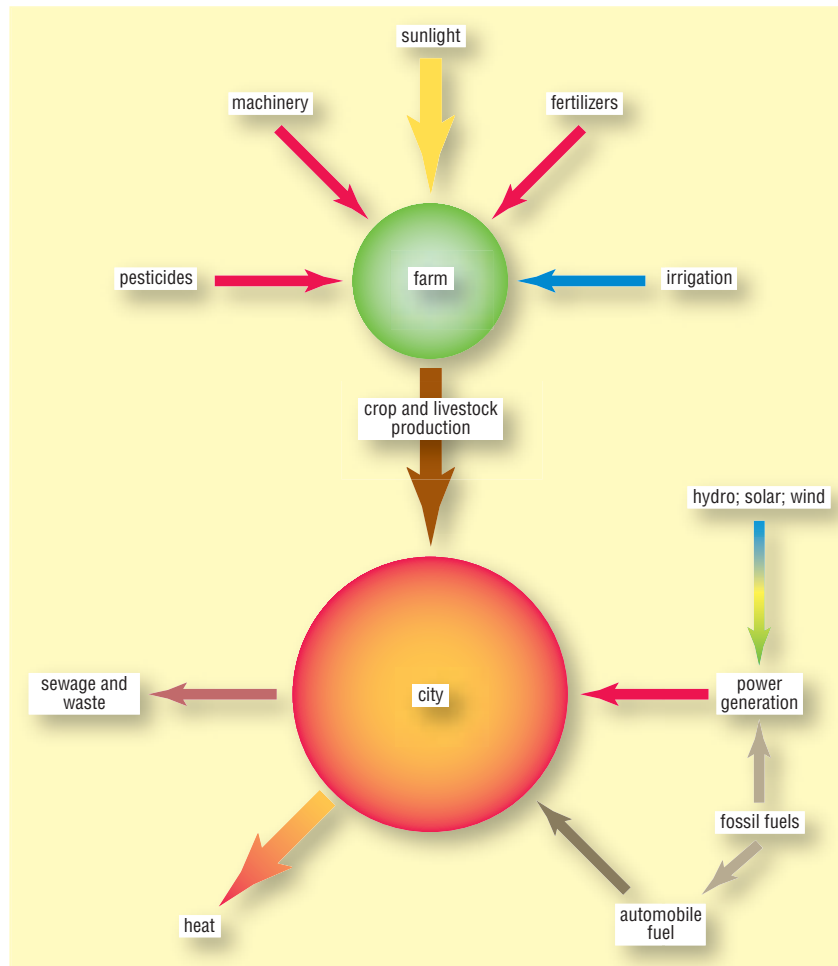 sunlight
machinery
fertilizers
pesticides
farm
irrigation
crop and livestock
production
hydro; solar; wind
sewage and
waste
city
power
generation
fossil fuels
automobile
fuel
heat